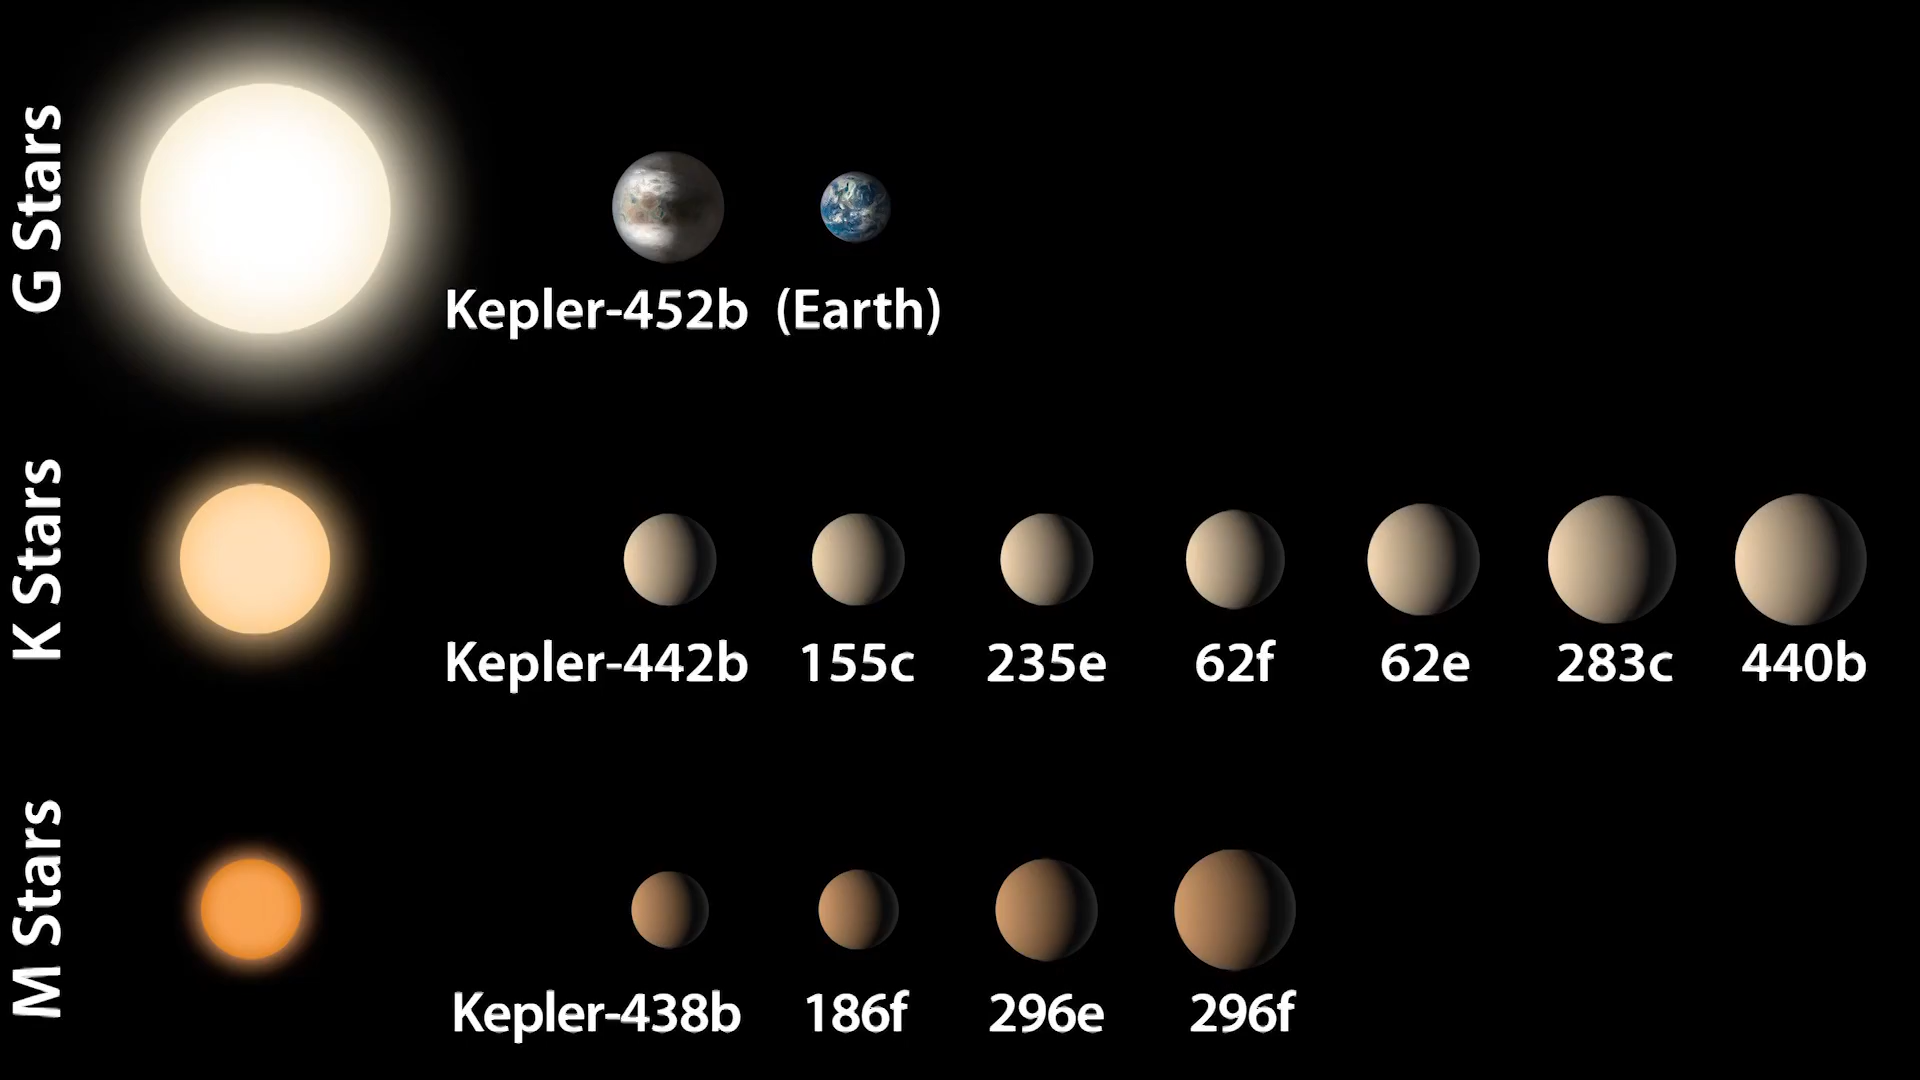 G Stars
Kepler-452b (Earth)
K Stars
Kepler-442b 155c 235e 62f 62e 283c 440b
M Stars
Kepler-438b 186f 296e 296f